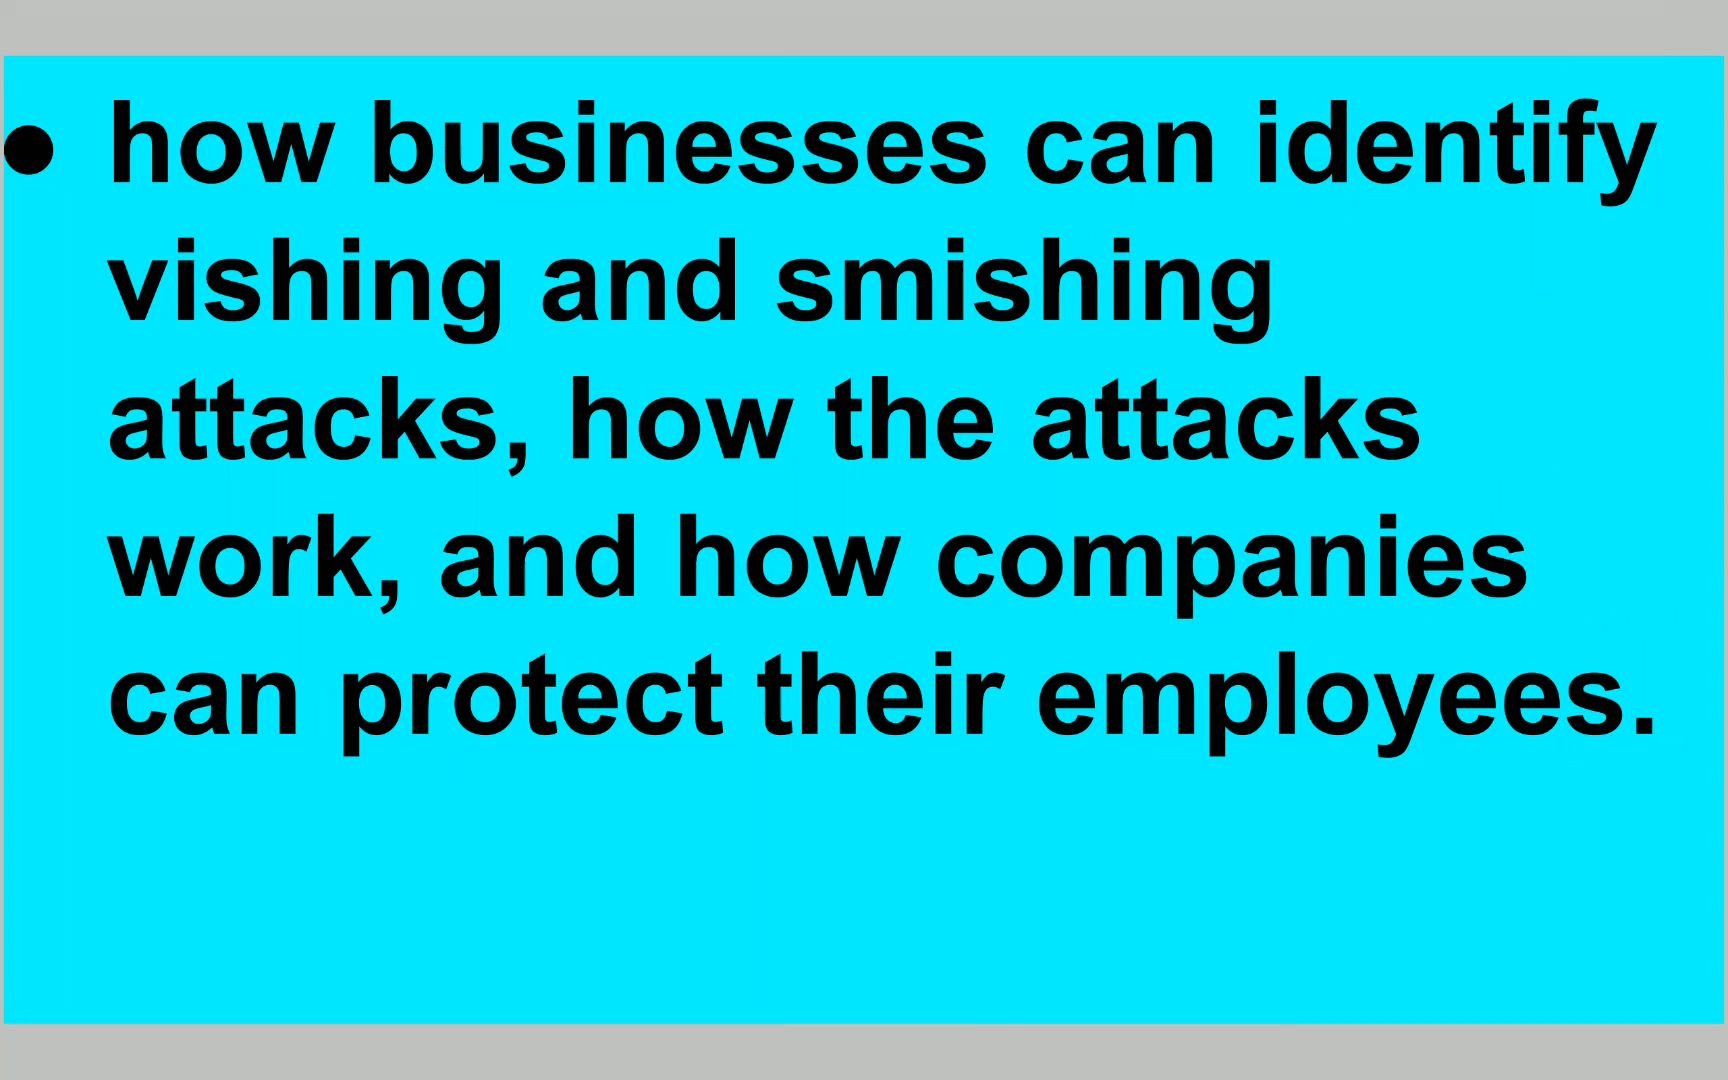 ● how businesses can identify
vishing and smishing
attacks, how the attacks
work, and how companies
can protect their employees.